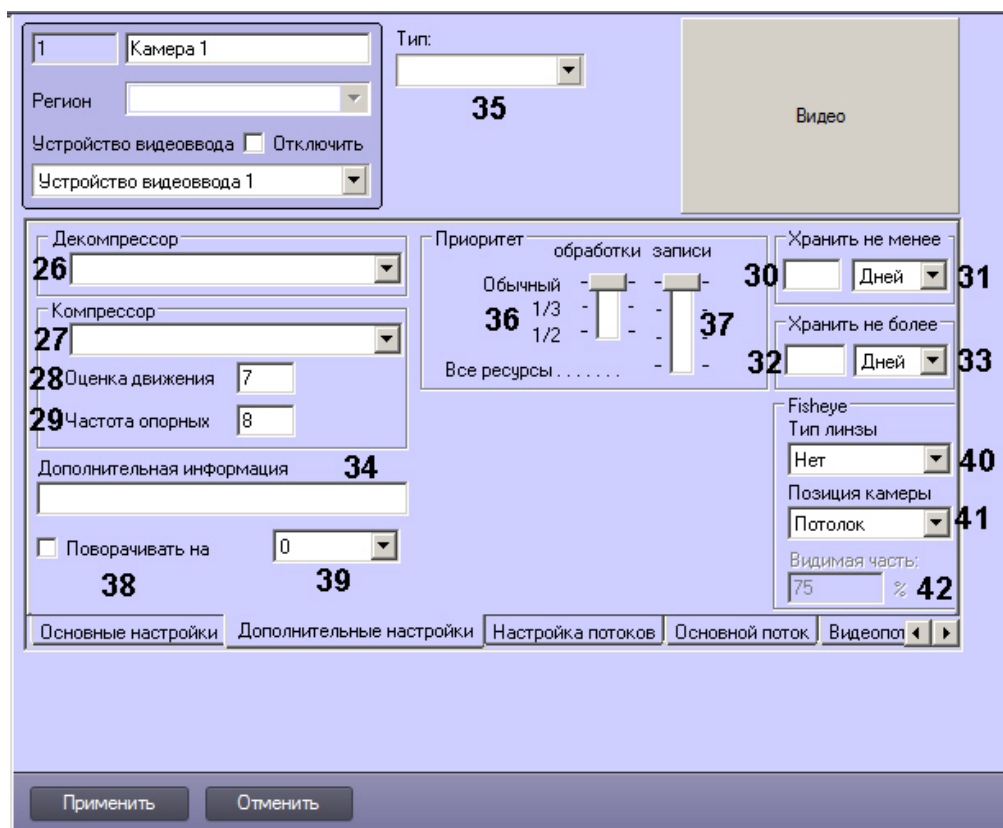 1 Камера 1
Регион
Устройство видеоввода Отключить
Устройство видеоввода 1
Тип:
35
Видео
Декомпрессор
26
Компрессор
27
28 Оценка движения 7
29 Частота опорных 8
Дополнительная информация 34
Поворачивать на 0
38 39
Приоритет
обработки записи
Обычный
36 1/3 37
1/2
Все ресурсы.......
Хранить не менее
30 Дней 31
Хранить не более
32 Дней 33
Fisheye
Тип линзы
Нет 40
Позиция камеры
Потолок 41
Видимая часть:
75 % 42
Основные настройки Дополнительные настройки Настройка потоков Основной поток Видеопот
Применить Отменить